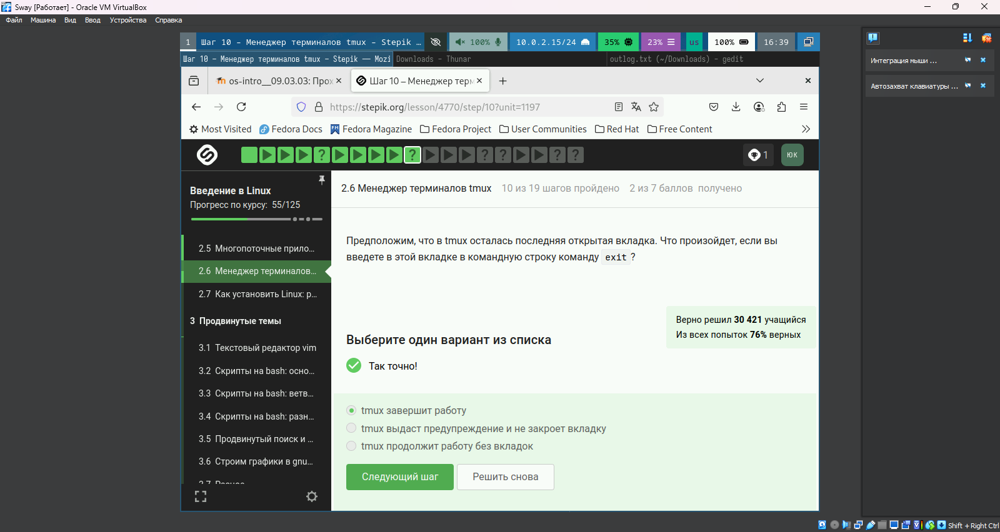 Sway [Работает] - Oracle VM VirtualBox
Файл Машина Вид Ввод Устройства Справка
1 Шаг 10 – Менеджер терминалов tmux – Stepik … 100% 10.0.2.15/24 35% 23% us 100% 16:39
Шаг 10 – Менеджер терминалов tmux – Stepik — Mozi Downloads – Thunar outlog.txt (~/Downloads) – gedit
os-intro__09.03.03: Прох Шаг 10 – Менеджер терм
https://stepik.org/lesson/4770/step/10?unit=1197
Most Visited Fedora Docs Fedora Magazine Fedora Project User Communities Red Hat Free Content
1 ЮК
Введение в Linux
Прогресс по курсу: 55/125
2.5 Многопоточные прило...
2.6 Менеджер терминалов...
2.7 Как установить Linux: р...
3 Продвинутые темы
3.1 Текстовый редактор vim
3.2 Скрипты на bash: осно...
3.3 Скрипты на bash: ветв...
3.4 Скрипты на bash: разн...
3.5 Продвинутый поиск и ...
3.6 Строим графики в gnu...
3.7 Разное
2.6 Менеджер терминалов tmux 10 из 19 шагов пройдено 2 из 7 баллов получено
Предположим, что в tmux осталась последняя открытая вкладка. Что произойдет, если вы
введете в этой вкладке в командную строку команду exit?
Верно решил 30 421 учащийся
Из всех попыток 76% верных
Выберите один вариант из списка
Так точно!
tmux завершит работу
tmux выдаст предупреждение и не закроет вкладку
tmux продолжит работу без вкладок
Следующий шаг Решить снова
Интеграция мыши ...
Автозахват клавиатуры ...
Shift + Right Ctrl